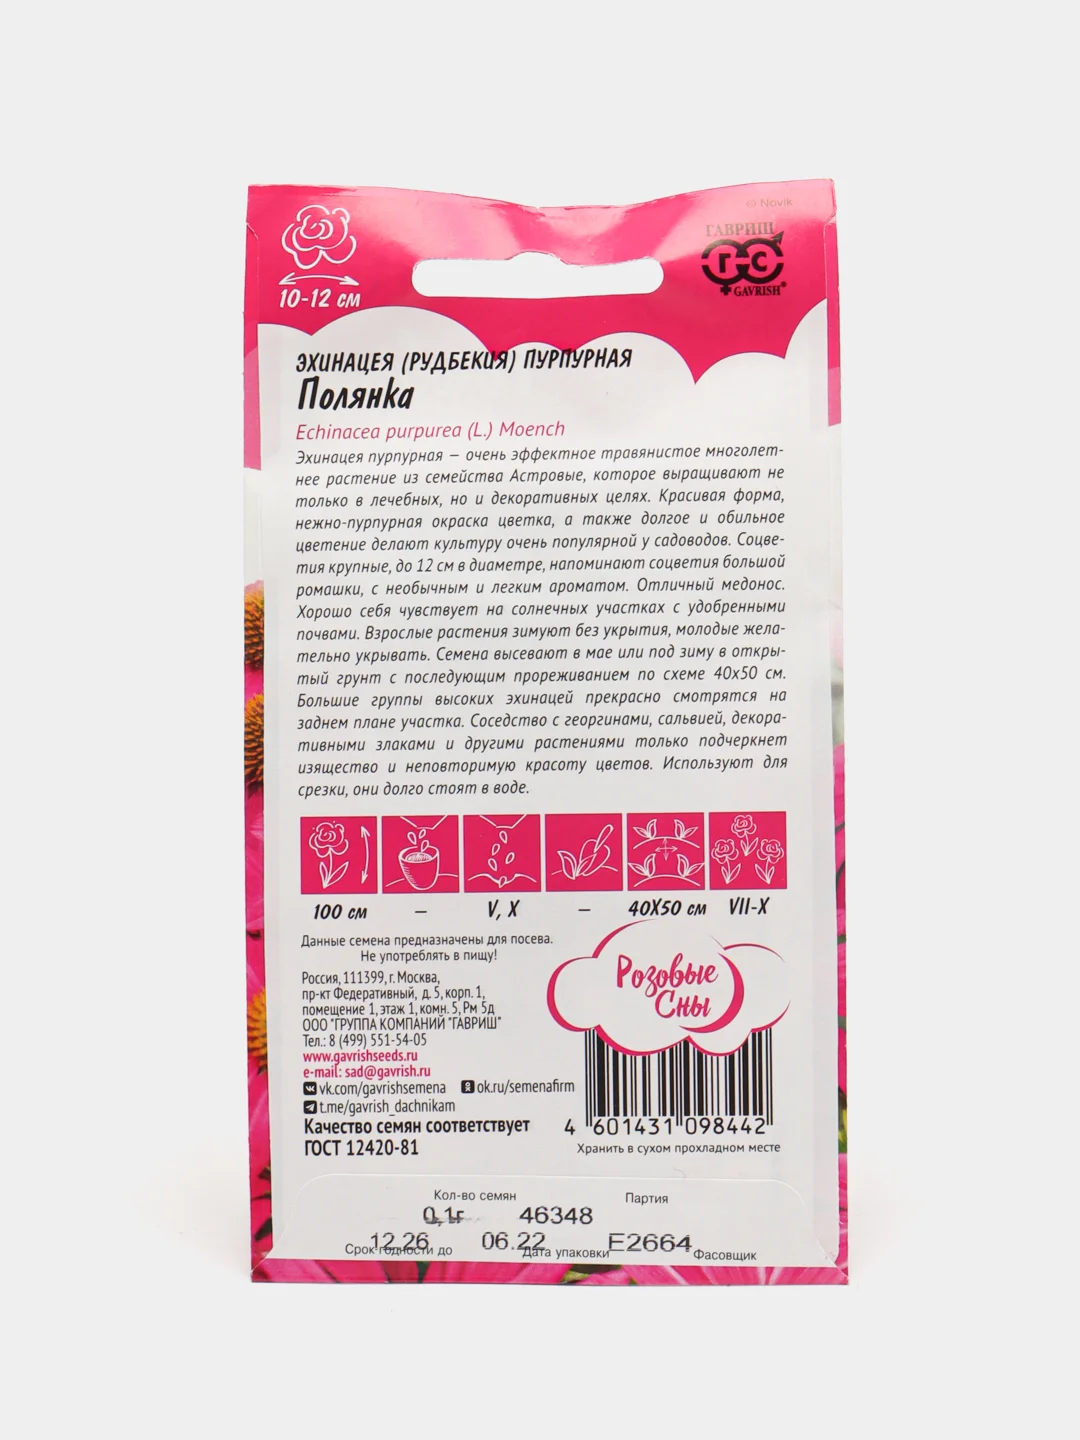 © Novik
ГАВРИШ
Г С
GAVRISH®
10-12 см
ЭХИНАЦЕЯ (РУДБЕКИЯ) ПУРПУРНАЯ
Полянка
Echinacea purpurea (L.) Moench
Эхинацея пурпурная — очень эффектное травянистое многолет-
нее растение из семейства Астровые, которое выращивают не
только в лечебных, но и декоративных целях. Красивая форма,
нежно-пурпурная окраска цветка, а также долгое и обильное
цветение делают культуру очень популярной у садоводов. Соцве-
тия крупные, до 12 см в диаметре, напоминают соцветия большой
ромашки, с необычным и легким ароматом. Отличный медонос.
Хорошо себя чувствует на солнечных участках с удобренными
почвами. Взрослые растения зимуют без укрытия, молодые жела-
тельно укрывать. Семена высевают в мае или под зиму в откры-
тый грунт с последующим прореживанием по схеме 40х50 см.
Большие группы высоких эхинацей прекрасно смотрятся на
заднем плане участка. Соседство с георгинами, сальвией, декора-
тивными злаками и другими растениями только подчеркнет
изящество и неповторимую красоту цветов. Используют для
срезки, они долго стоят в воде.
100 см – V, X – 40X50 см VII-X
Данные семена предназначены для посева.
Не употреблять в пищу!
Россия, 111399, г. Москва,
пр-кт Федеративный, д. 5, корп. 1,
помещение 1, этаж 1, комн. 5, Рм 5д
ООО "ГРУППА КОМПАНИЙ "ГАВРИШ"
Тел.: 8 (499) 551-54-05
www.gavrishseeds.ru
e-mail: sad@gavrish.ru
vk.com/gavrishsemena ok.ru/semenafirm
t.me/gavrish_dachnikam
Качество семян соответствует
ГОСТ 12420-81
Розовые
Сны
4 601431 098442
Хранить в сухом прохладном месте
Кол-во семян Партия
0,1г 46348
12.26 06.22 E2664
Срок годности до Дата упаковки Фасовщик